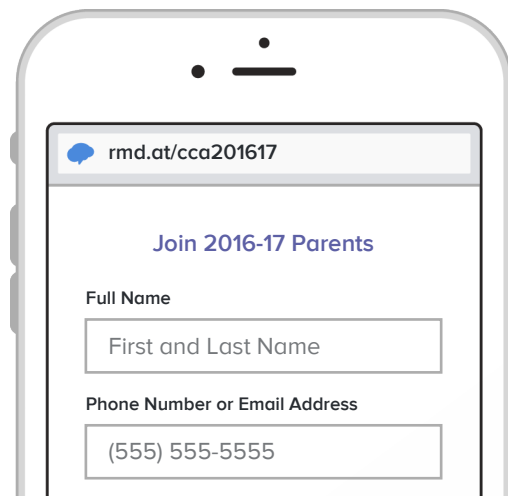 rmd.at/cca201617
Join 2016-17 Parents
Full Name
First and Last Name
Phone Number or Email Address
(555) 555-5555